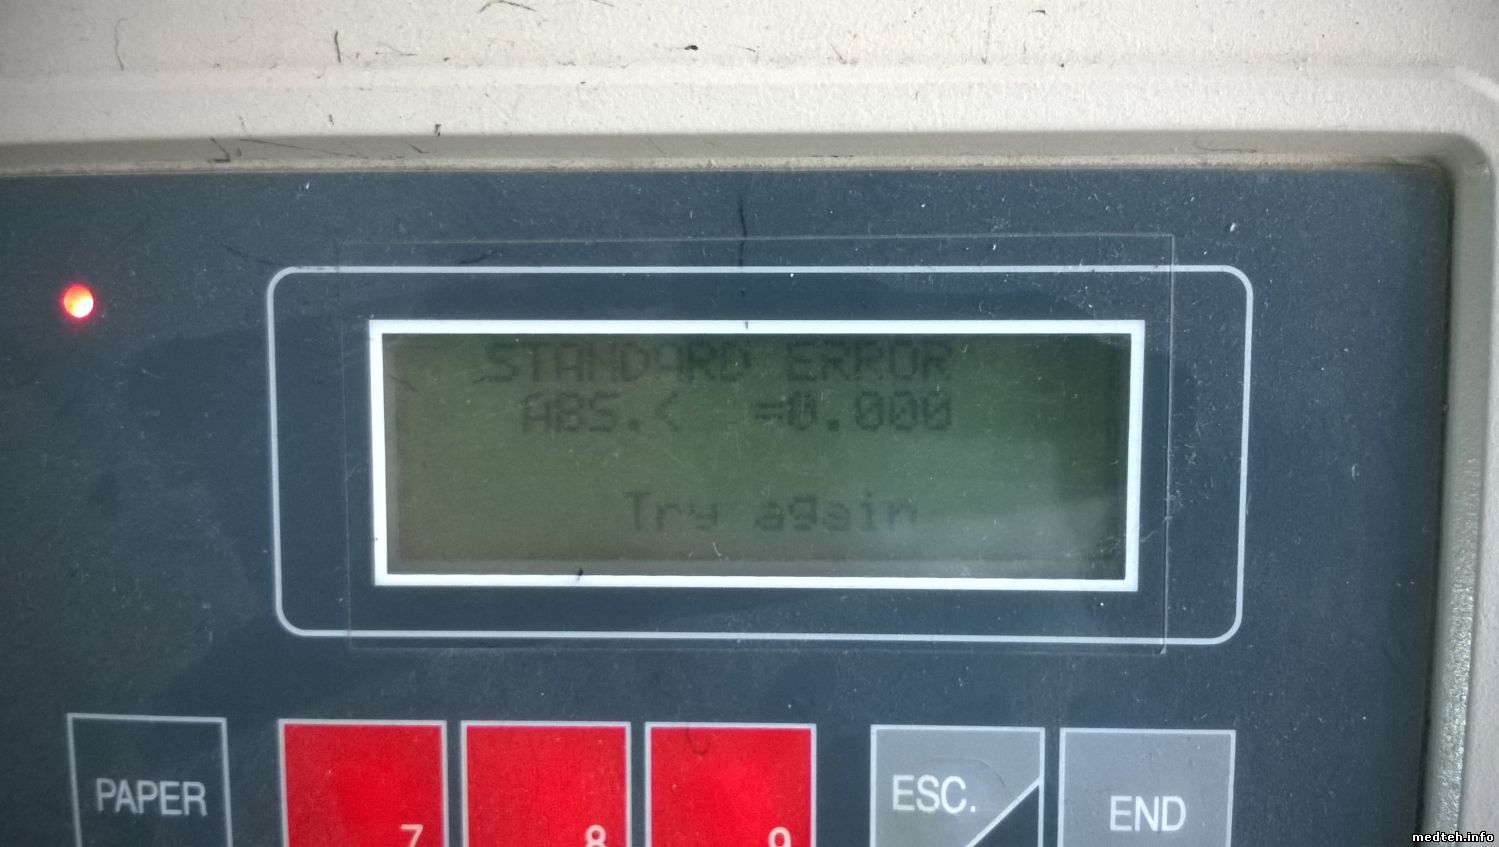 STANDARD ERROR
ABS.< =0.000
Try again
PAPER
7
8
9
ESC.
END
medteh.info